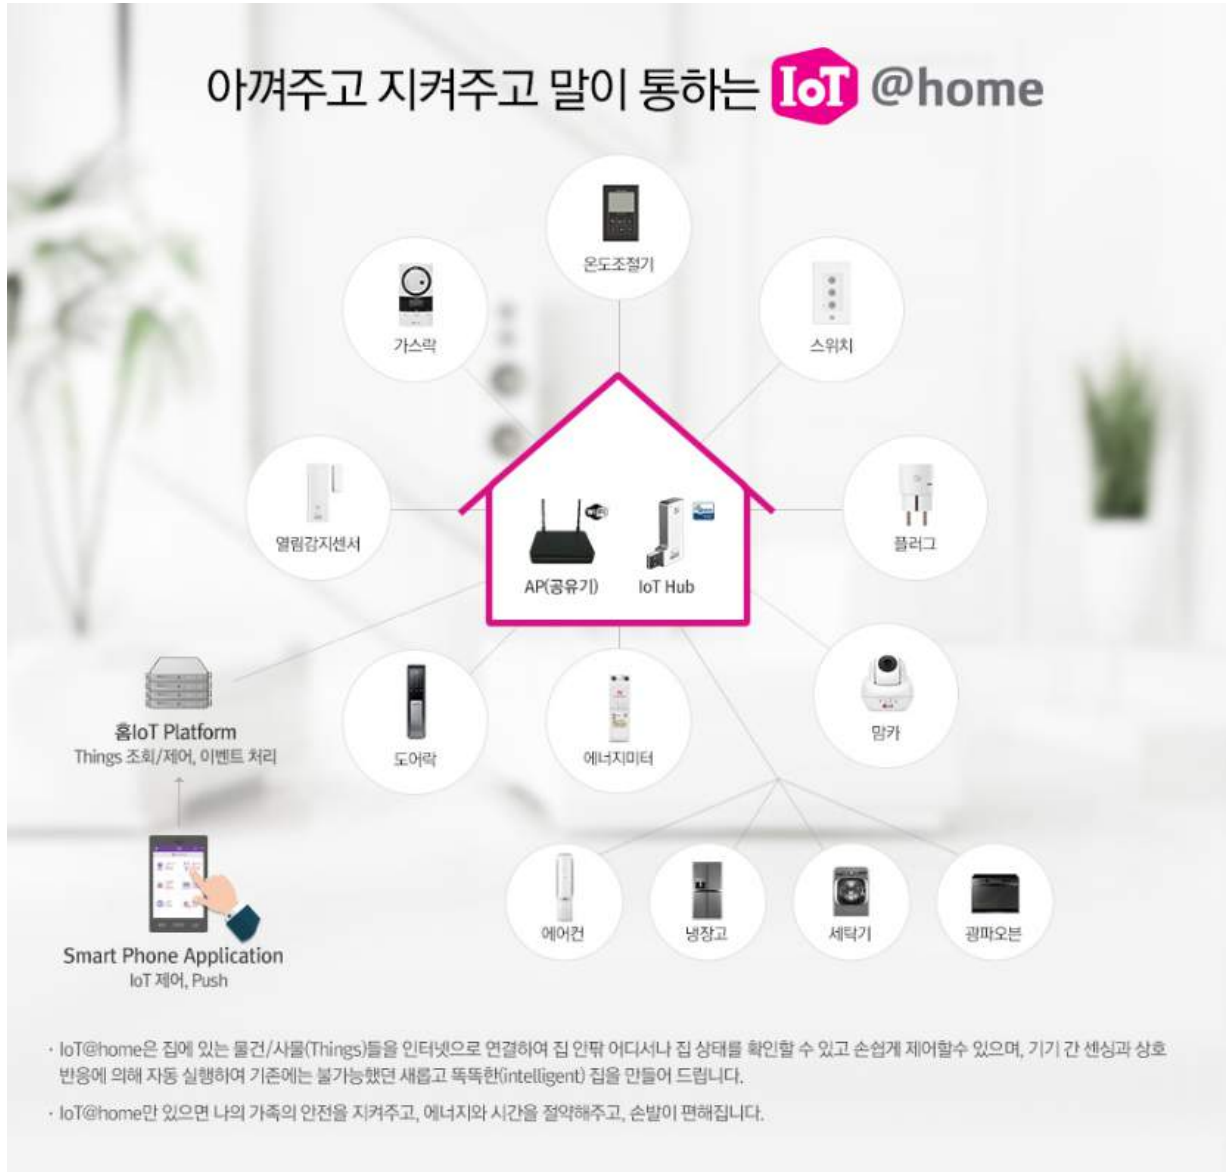 아껴주고 지켜주고 말이 통하는 IoT @home
온도조절기
가스락
스위치
열림감지센서
플러그
WiFi
AP(공유기)
IoT Hub
홈IoT Platform
Things 조회/제어, 이벤트 처리
도어락
에너지미터
맘카
에어컨
냉장고
세탁기
광파오븐
Smart Phone Application
IoT 제어, Push
· IoT@home은 집에 있는 물건/사물(Things)들을 인터넷으로 연결하여 집 안팎 어디서나 집 상태를 확인할 수 있고 손쉽게 제어할수 있으며, 기기 간 센싱과 상호
반응에 의해 자동 실행하여 기존에는 불가능했던 새롭고 똑똑한(intelligent) 집을 만들어 드립니다.
· IoT@home만 있으면 나의 가족의 안전을 지켜주고, 에너지와 시간을 절약해주고, 손발이 편해집니다.